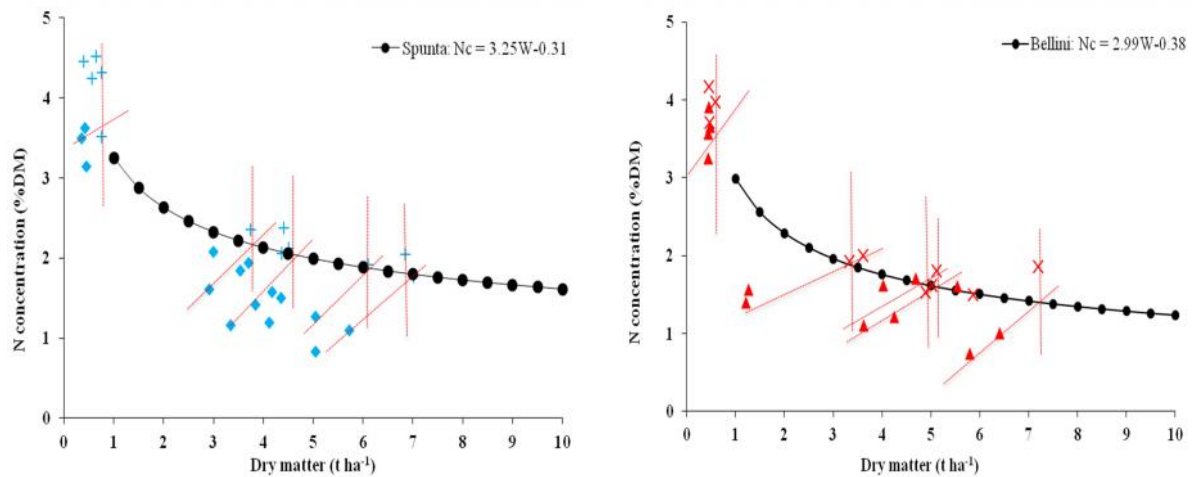 5
4
3
2
1
0
N concentration (%DM)
Spunta: Nc = 3.25W-0.31
0 1 2 3 4 5 6 7 8 9 10
Dry matter (t ha-1)
5
4
3
2
1
0
N concentration (%DM)
Bellini: Nc = 2.99W-0.38
0 1 2 3 4 5 6 7 8 9 10
Dry matter (t ha-1)